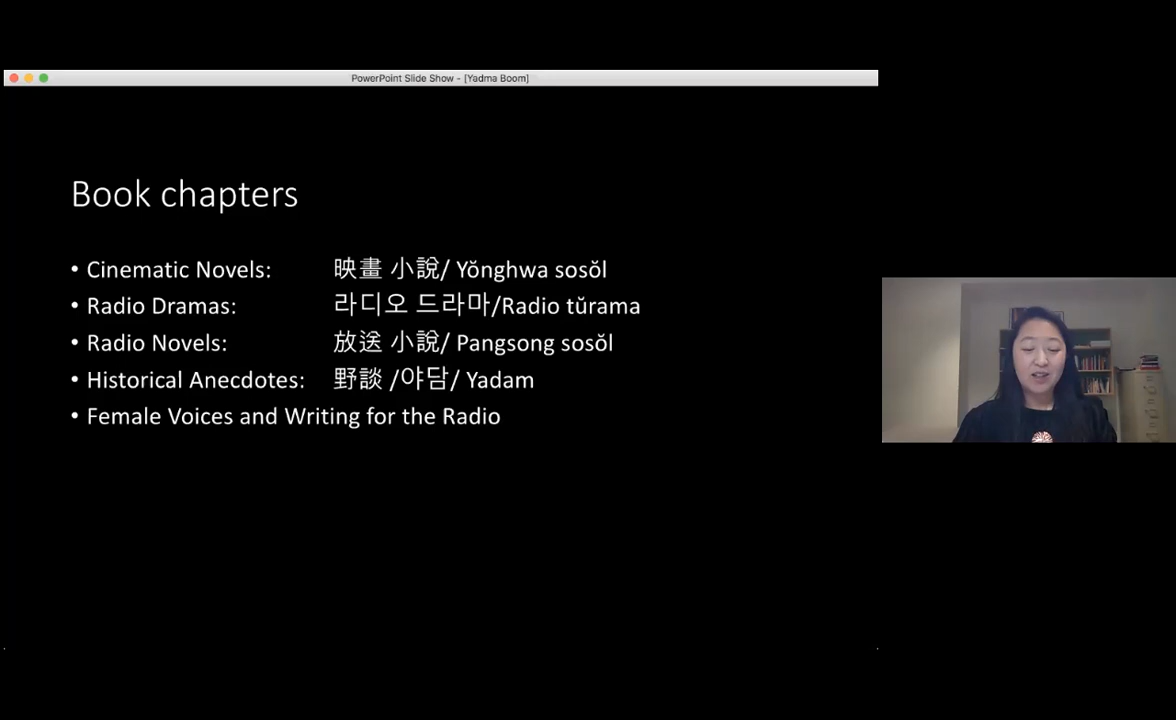 PowerPoint Slide Show - [Yadma Boom]
Book chapters
• Cinematic Novels: 映畫 小說/ Yŏnghwa sosŏl
• Radio Dramas: 라디오 드라마/Radio tŭrama
• Radio Novels: 放送 小說/ Pangsong sosŏl
• Historical Anecdotes: 野談 /야담/ Yadam
• Female Voices and Writing for the Radio